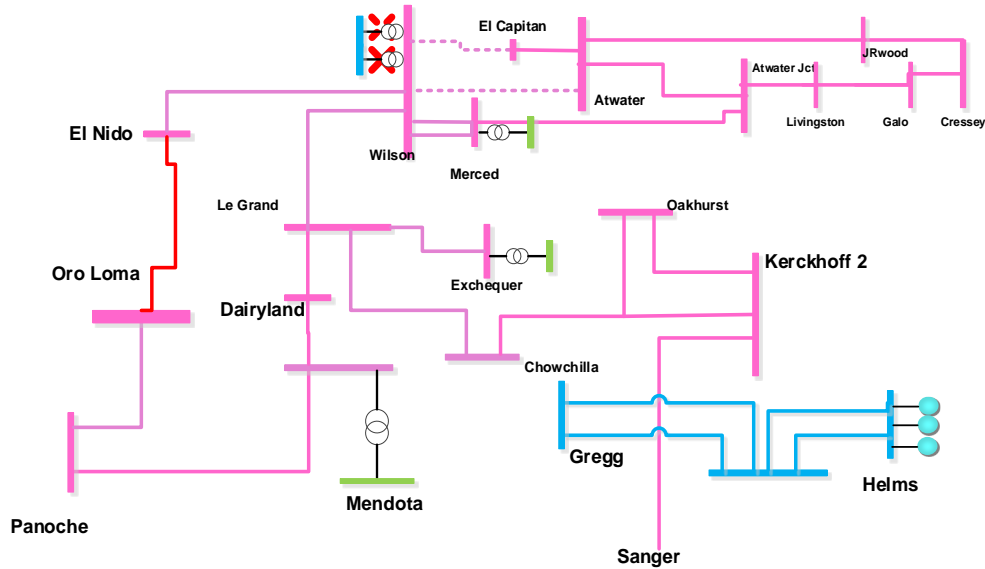 El Capitan
JRwood
Atwater Jct
Atwater
Livingston
Galo
Cressey
El Nido
Wilson
Merced
Le Grand
Oakhurst
Kerckhoff 2
Oro Loma
Exchequer
Dairyland
Chowchilla
Gregg
Helms
Mendota
Panoche
Sanger